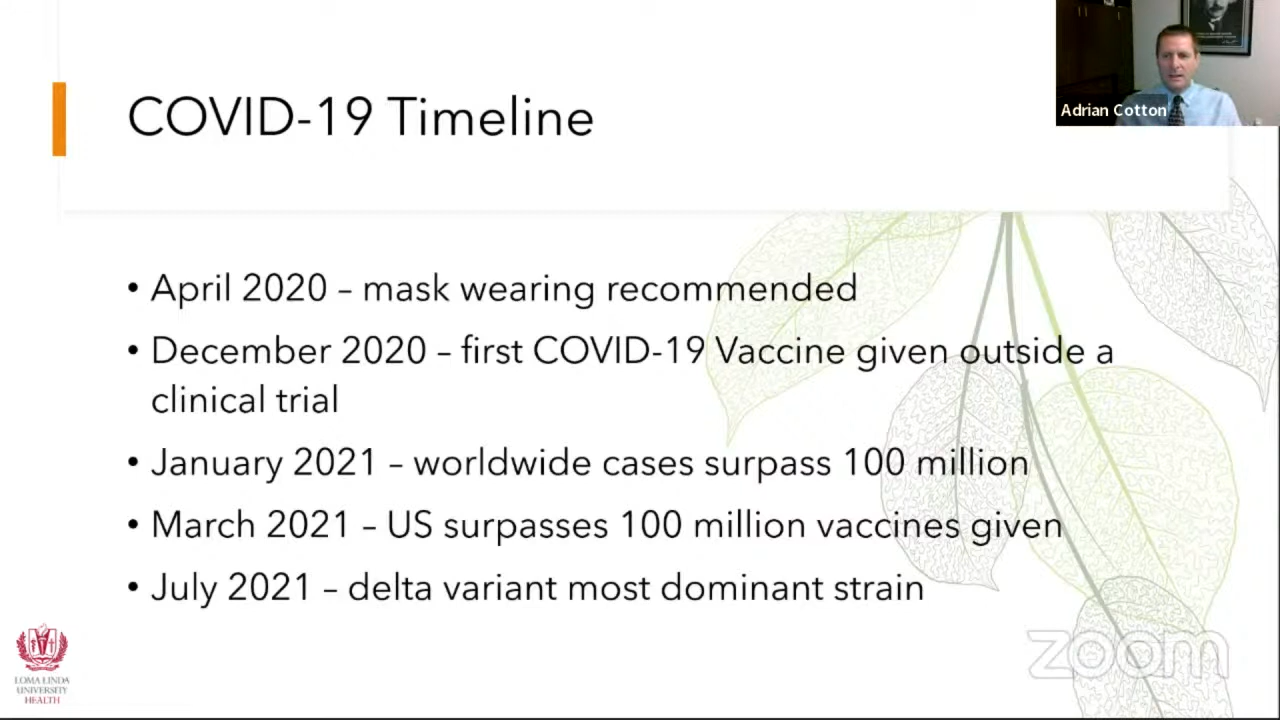 COVID-19 Timeline
Adrian Cotton
• April 2020 – mask wearing recommended
• December 2020 – first COVID-19 Vaccine given outside a
clinical trial
• January 2021 – worldwide cases surpass 100 million
• March 2021 – US surpasses 100 million vaccines given
• July 2021 – delta variant most dominant strain
LOMA LINDA
UNIVERSITY
HEALTH
zoom